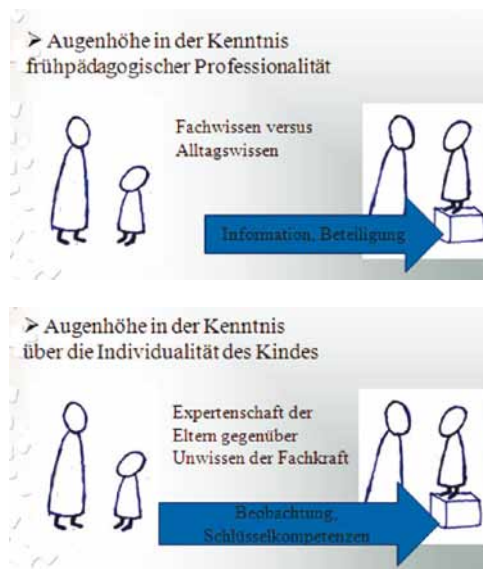 ➢ Augenhöhe in der Kenntnis
frühpädagogischer Professionalität
Fachwissen versus
Alltagswissen
Information, Beteiligung
➢ Augenhöhe in der Kenntnis
über die Individualität des Kindes
Expertenschaft der
Eltern gegenüber
Unwissen der Fachkraft
Beobachtung,
Schlüsselkompetenzen